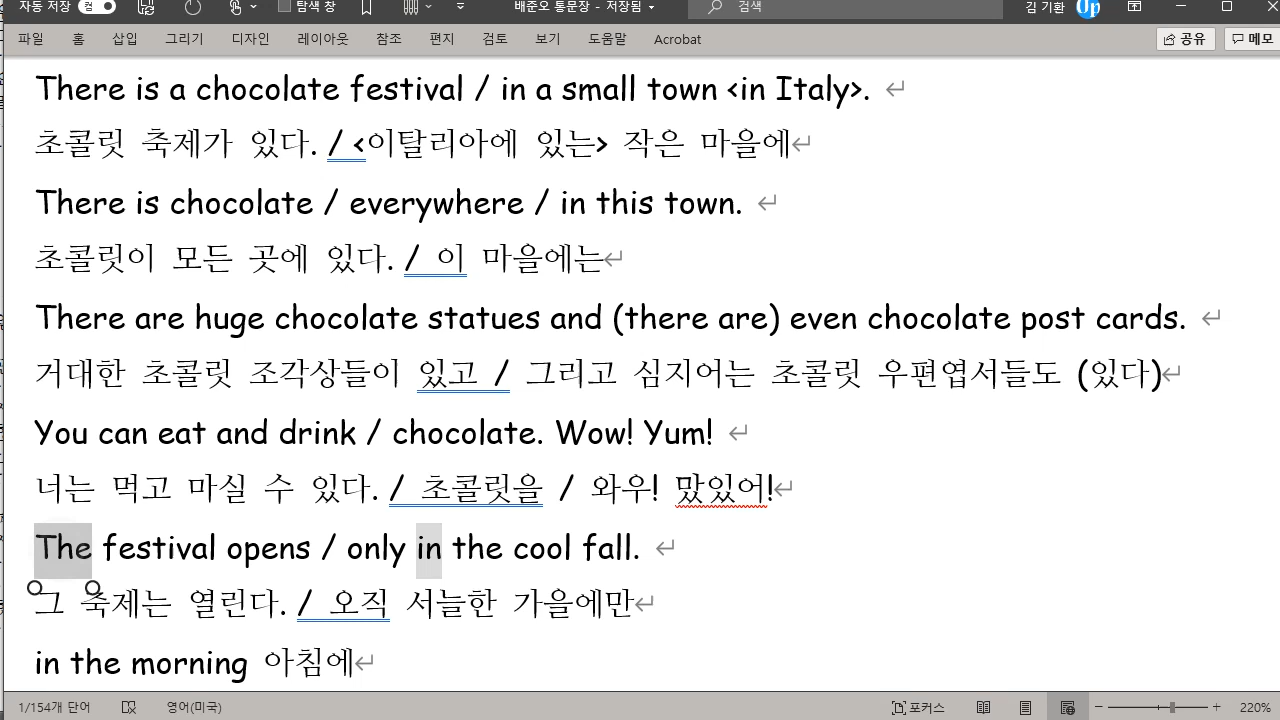 자동 저장 켬 탐색 창 배준오 통문장 - 저장됨 검색 김 기환 Op
파일 홈 삽입 그리기 디자인 레이아웃 참조 편지 검토 보기 도움말 Acrobat 공유 메모
There is a chocolate festival / in a small town <in Italy>. ↵
초콜릿 축제가 있다. / <이탈리아에 있는> 작은 마을에↵
There is chocolate / everywhere / in this town. ↵
초콜릿이 모든 곳에 있다. / 이 마을에는↵
There are huge chocolate statues and (there are) even chocolate post cards. ↵
거대한 초콜릿 조각상들이 있고 / 그리고 심지어는 초콜릿 우편엽서들도 (있다)↵
You can eat and drink / chocolate. Wow! Yum! ↵
너는 먹고 마실 수 있다. / 초콜릿을 / 와우! 맜있어!↵
The festival opens / only in the cool fall. ↵
그 축제는 열린다. / 오직 서늘한 가을에만↵
in the morning 아침에↵
1/154개 단어 영어(미국) 포커스 220%